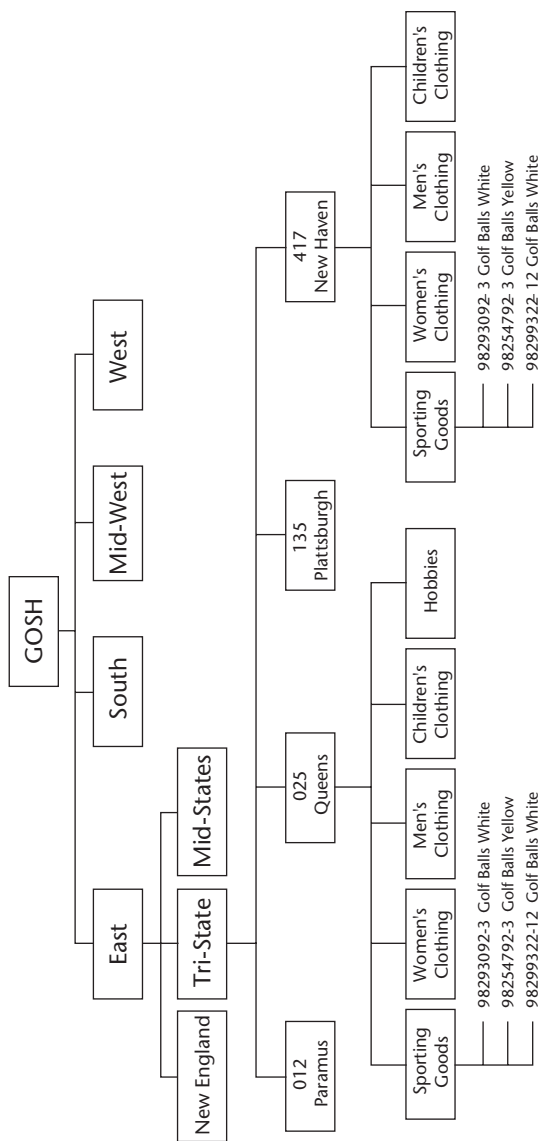 GOSH
East
South
Mid-West
West
New England
Tri-State
Mid-States
012
Paramus
025
Queens
135
Plattsburgh
417
New Haven
Sporting
Goods
Women's
Clothing
Men's
Clothing
Children's
Clothing
Hobbies
Sporting
Goods
Women's
Clothing
Men's
Clothing
Children's
Clothing
98293092-3 Golf Balls White
98254792-3 Golf Balls Yellow
98299322-12 Golf Balls White
98293092- 3 Golf Balls White
98254792- 3 Golf Balls Yellow
98299322- 12 Golf Balls White